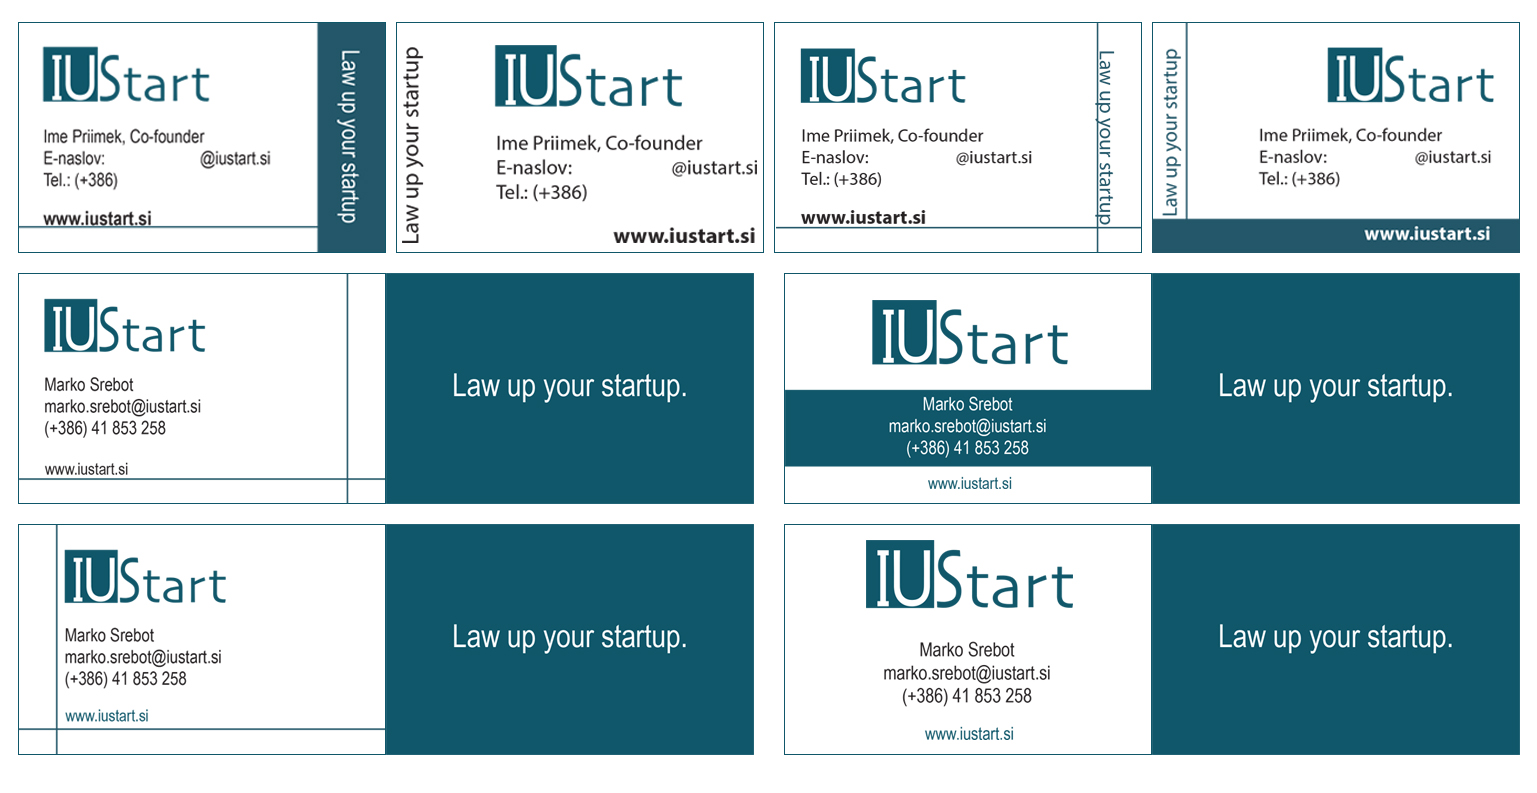 IUStart
Ime Priimek, Co-founder
E-naslov: @iustart.si
Tel.: (+386)
www.iustart.si
Law up your startup
Law up your startup
IUStart
Ime Priimek, Co-founder
E-naslov: @iustart.si
Tel.: (+386)
www.iustart.si
IUStart
Ime Priimek, Co-founder
E-naslov: @iustart.si
Tel.: (+386)
www.iustart.si
Law up your startup
Law up your startup
IUStart
Ime Priimek, Co-founder
E-naslov: @iustart.si
Tel.: (+386)
www.iustart.si
IUStart
Marko Srebot
marko.srebot@iustart.si
(+386) 41 853 258
www.iustart.si
Law up your startup.
IUStart
Marko Srebot
marko.srebot@iustart.si
(+386) 41 853 258
www.iustart.si
Law up your startup.
IUStart
Marko Srebot
marko.srebot@iustart.si
(+386) 41 853 258
www.iustart.si
Law up your startup.
IUStart
Marko Srebot
marko.srebot@iustart.si
(+386) 41 853 258
www.iustart.si
Law up your startup.